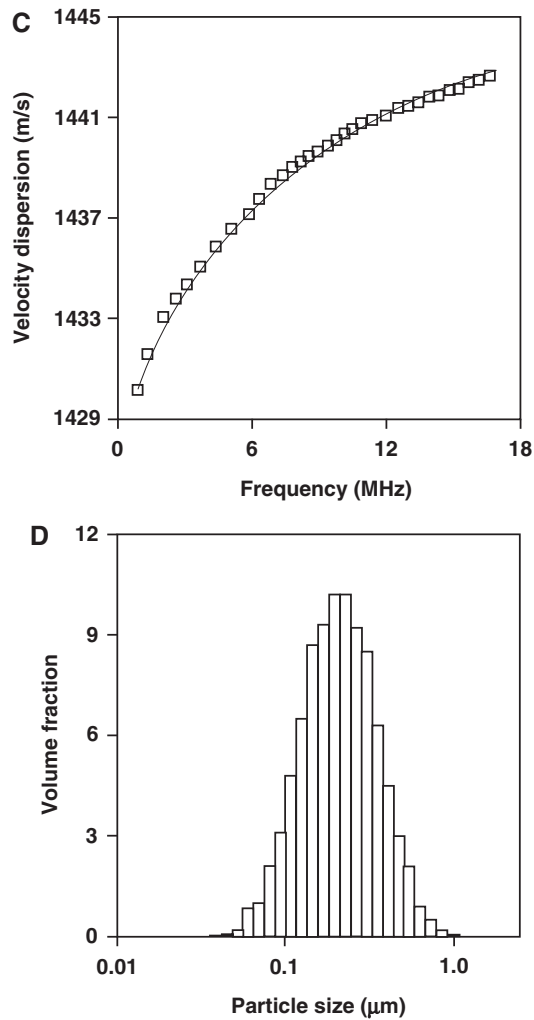 C
1445
1441
1437
1433
1429
Velocity dispersion (m/s)
0 6 12 18
Frequency (MHz)
D
12
9
6
3
0
Volume fraction
0.01 0.1 1.0
Particle size (μm)